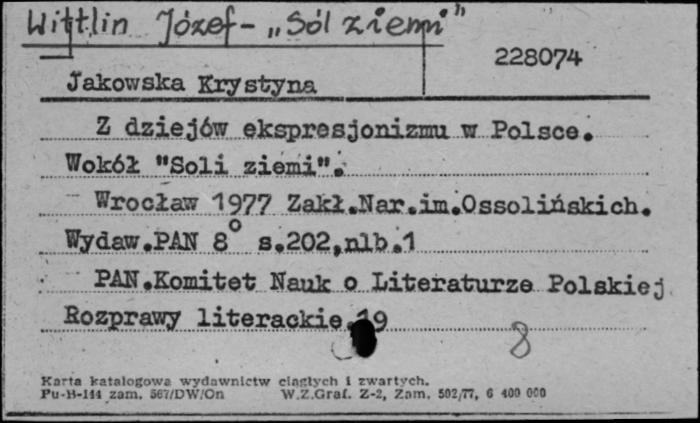 Wittlin Józef - „Sól ziemi”
228074
Jakowska Krystyna
Z dziejów ekspresjonizmu w Polsce.
Wokół "Soli ziemi".
Wrocław 1977 Zakł.Nar.im.Ossolińskich.
Wydaw.PAN 8° s.202,nlb.1
PAN.Komitet Nauk o Literaturze Polskiej
Rozprawy literackie.19
8
Karta katalogowa wydawnictw ciągłych i zwartych.
Pu-B-144 zam. 567/DW/On W.Z.Graf. Z-2, Zam. 502/77, 6 400 000